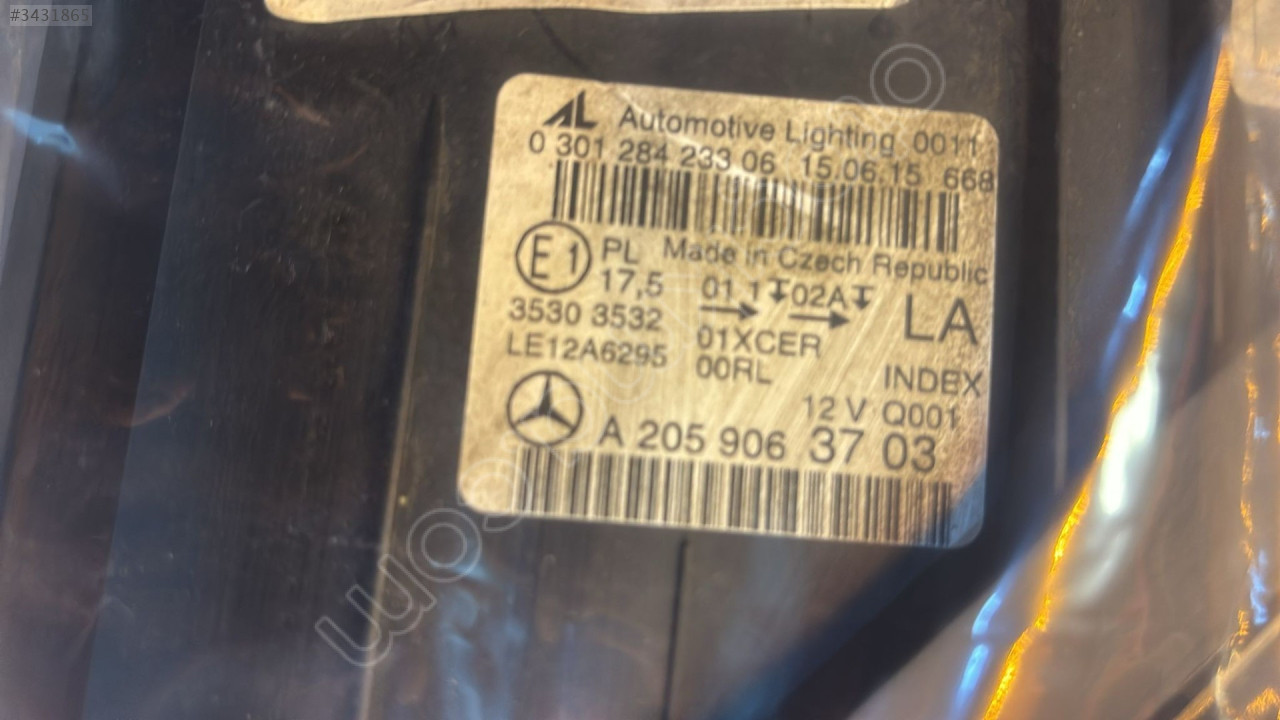 #3431865
AL Automotive Lighting 0011
0 301 284 233 06 15.06.15 668
E1 PL Made in Czech Republic
17,5 01 1 02A LA
3530 3532 01XCER
LE12A6295 00RL INDEX
12 V Q001
A 205 906 37 03